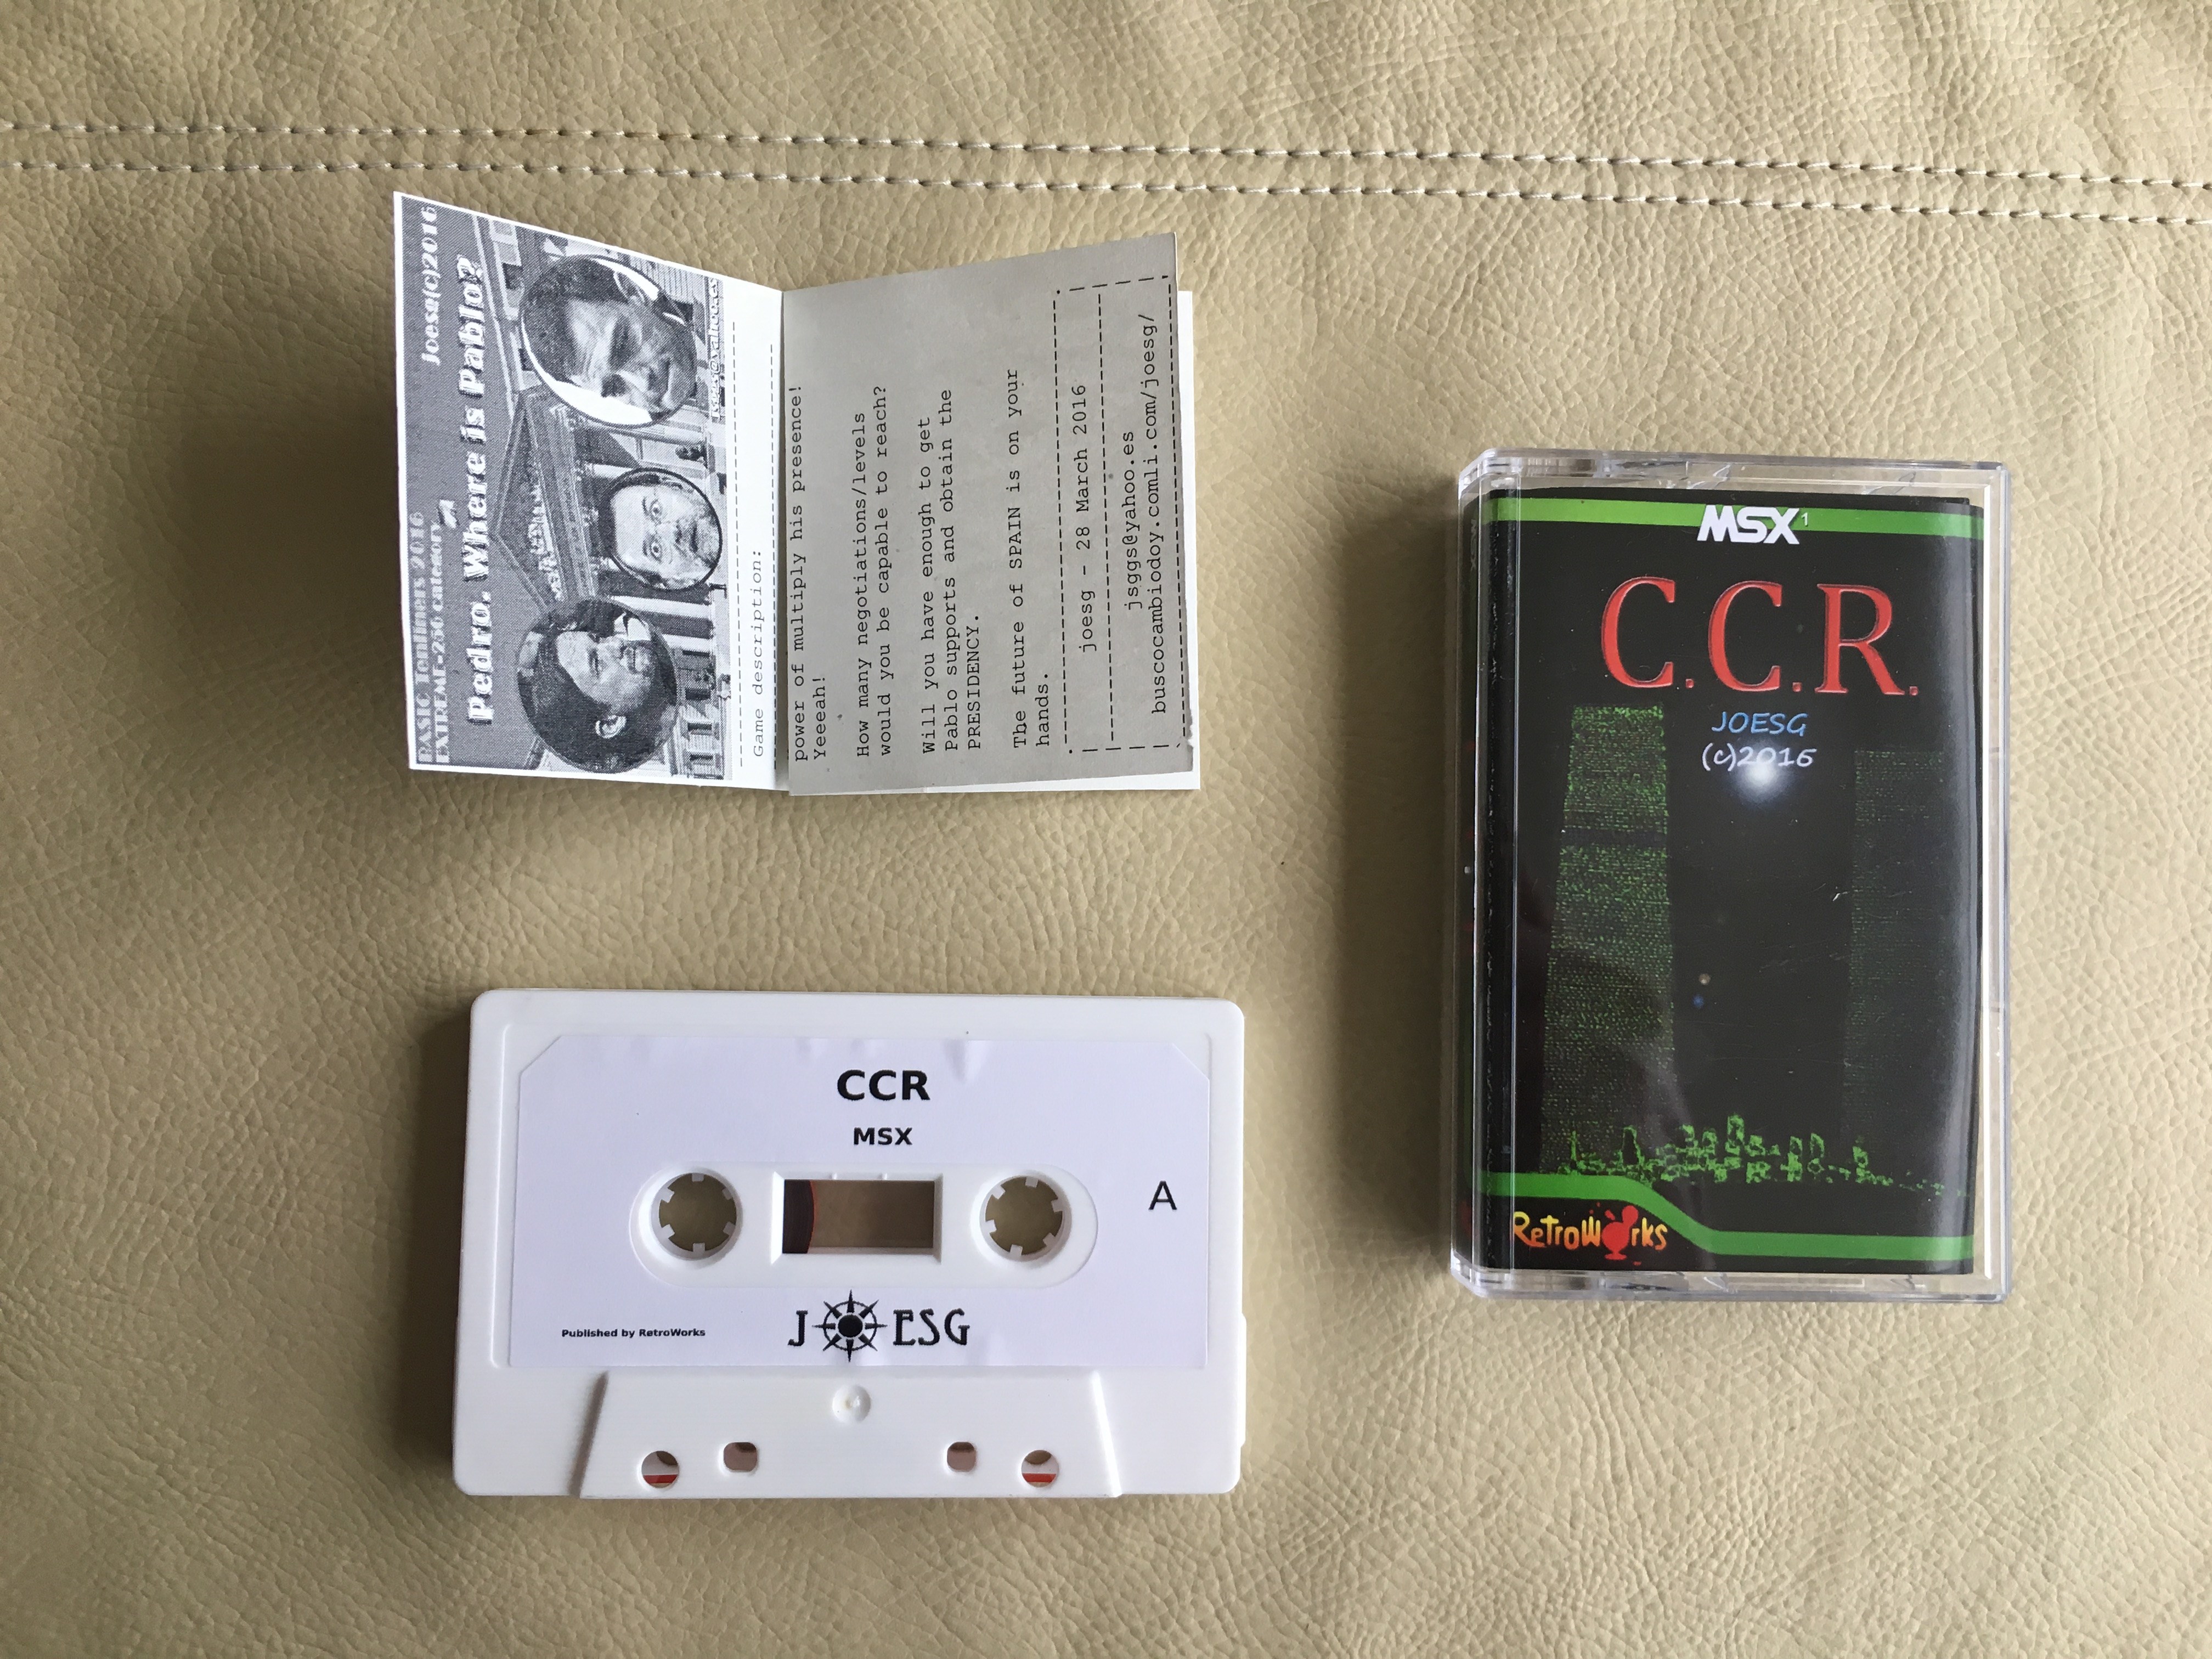 BASIC Tenliners 2016
EXTREME-256 category
joesg(c)2016
Pedro. Where is Pablo?
Game description:
power of multiply his presence!
Yeeeah!
How many negotiations/levels
would you be capable to reach?
Will you have enough to get
Pablo supports and obtain the
PRESIDENCY.
The future of SPAIN is on your
hands.
joesg - 28 March 2016
jsggs@yahoo.es
buscocambiodoy.comli.com/joesg/
CCR
MSX
A
Published by RetroWorks
JOESG
MSX1
C.C.R.
JOESG
(c)2016
RetroWorks